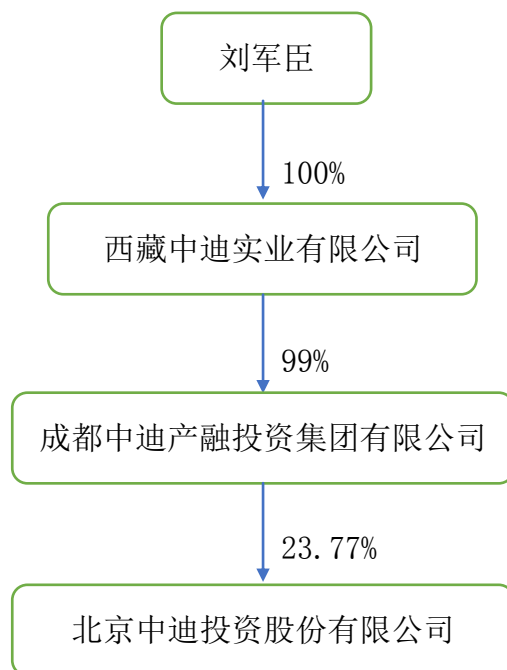 刘军臣
100%
西藏中迪实业有限公司
99%
成都中迪产融投资集团有限公司
23.77%
北京中迪投资股份有限公司